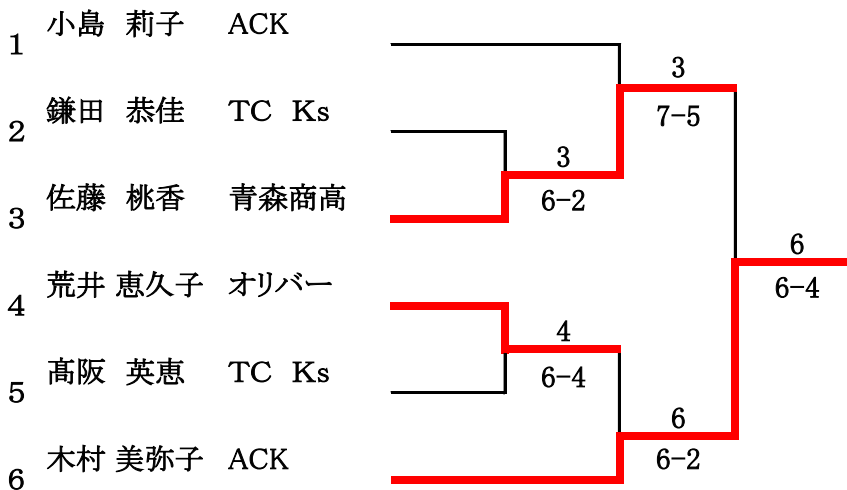 1 小島 莉子 ACK
2 鎌田 恭佳 TC Ks
3 佐藤 桃香 青森商高
4 荒井 恵久子 オリバー
5 髙阪 英恵 TC Ks
6 木村 美弥子 ACK
3
6-2
4
6-4
3
7-5
6
6-2
6
6-4